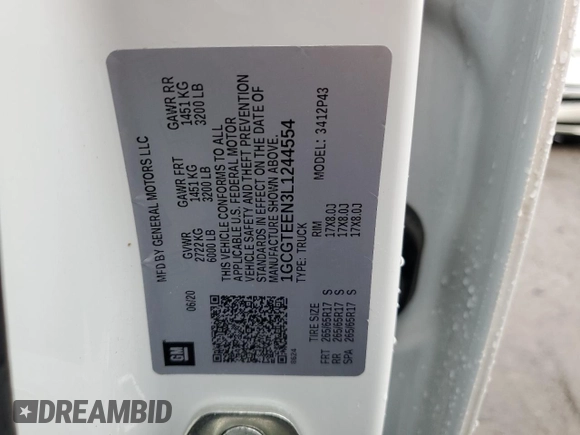 MFD BY GENERAL MOTORS LLC
06/20
GVWR
2722 KG
6000 LB
GAWR FRT
1451 KG
3200 LB
GAWR RR
1451 KG
3200 LB
THIS VEHICLE CONFORMS TO ALL
APPLICABLE U.S. FEDERAL MOTOR
VEHICLE SAFETY AND THEFT PREVENTION
STANDARDS IN EFFECT ON THE DATE OF
MANUFACTURE SHOWN ABOVE.
1GCGTEEN3L1244554
TYPE: TRUCK
MODEL: 3412P43
TIRE SIZE RIM
FRT 265/65R17 S 17X8.0J
RR 265/65R17 S 17X8.0J
SPA 265/65R17 S 17X8.0J
GM
DREAMBID